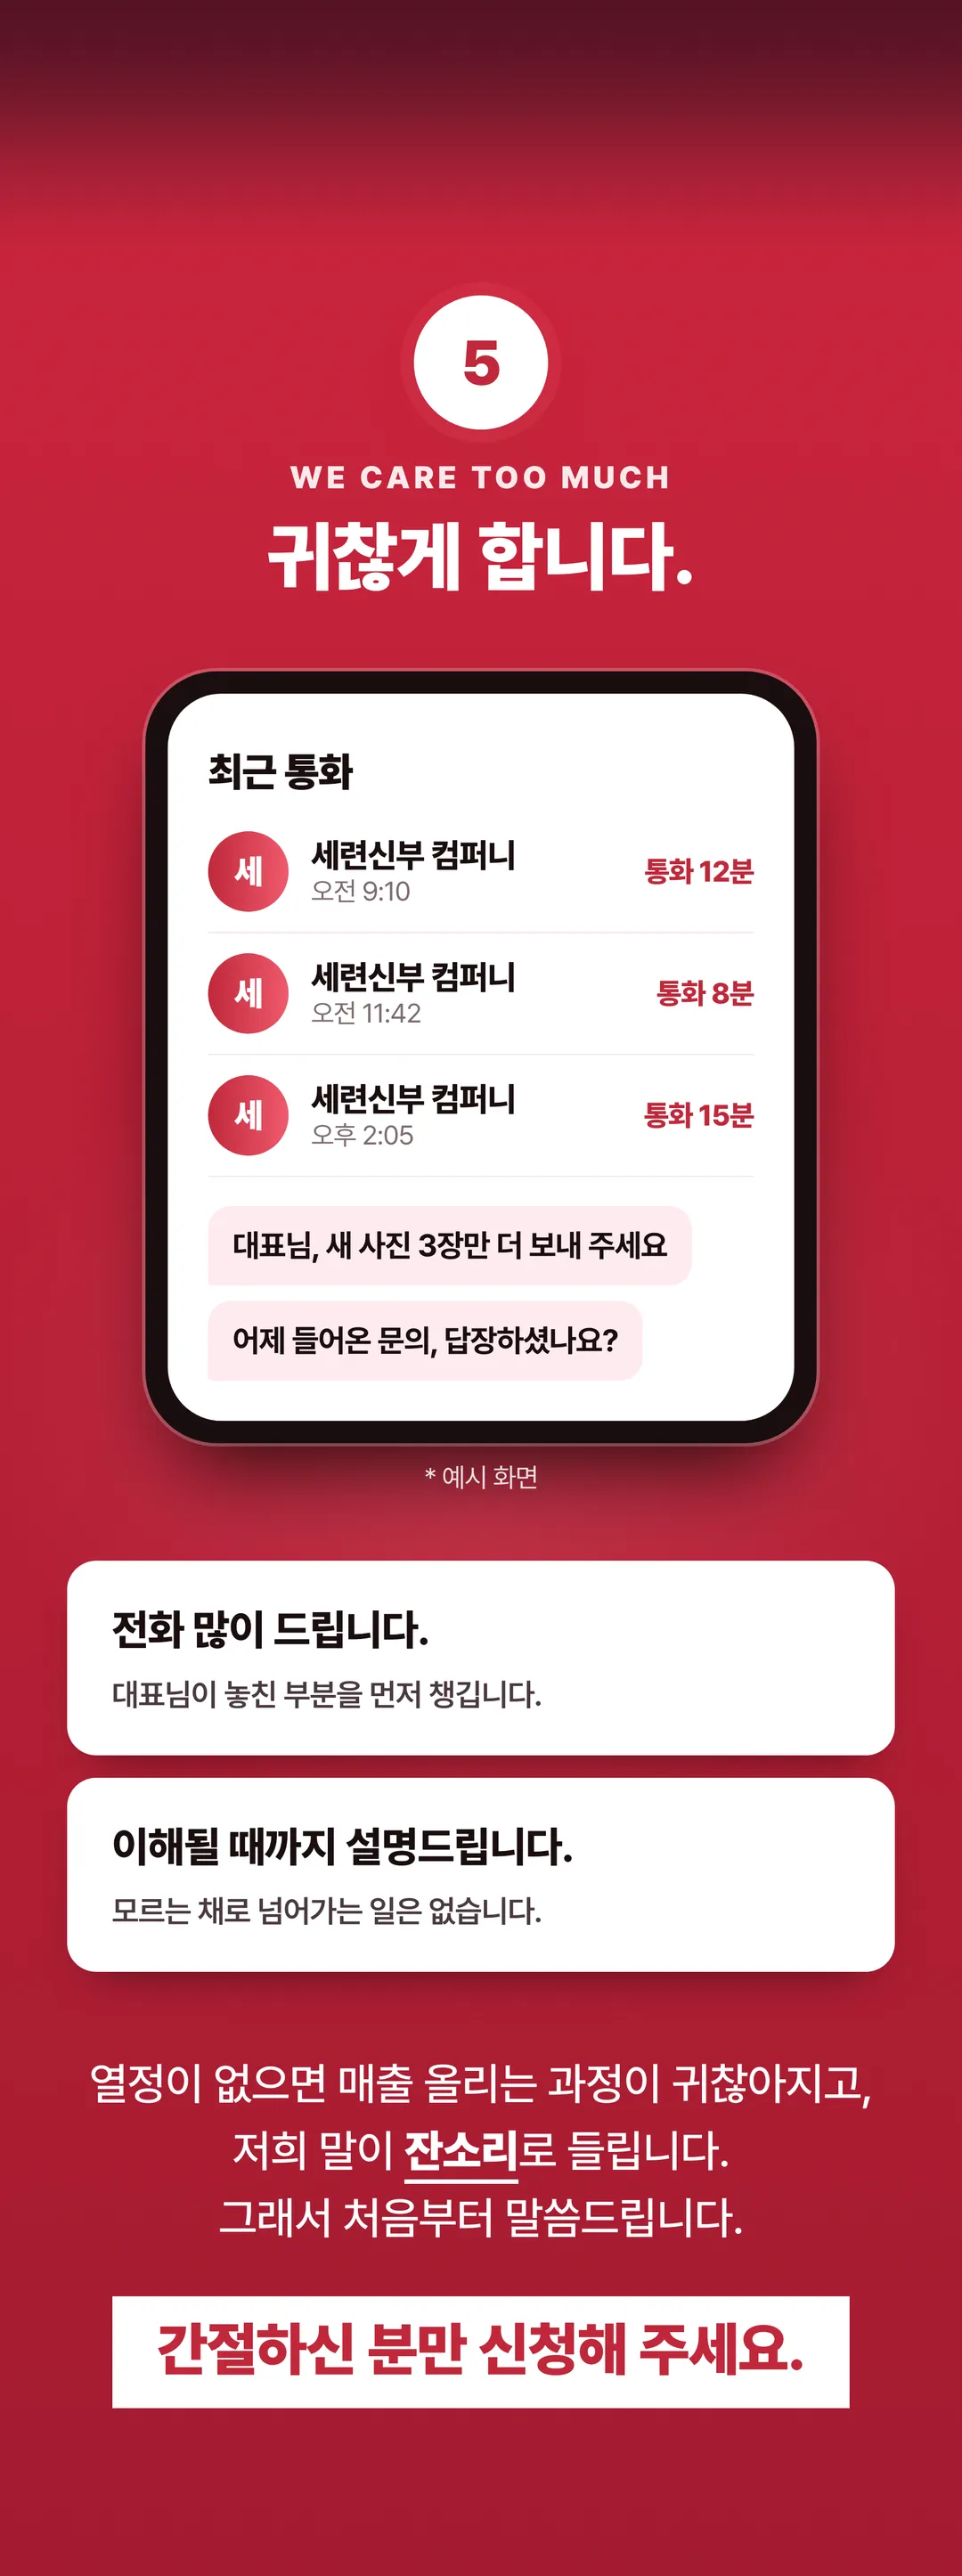 5
WE CARE TOO MUCH
귀찮게 합니다.
최근 통화
세
세련신부 컴퍼니
오전 9:10
통화 12분
세
세련신부 컴퍼니
오전 11:42
통화 8분
세
세련신부 컴퍼니
오후 2:05
통화 15분
대표님, 새 사진 3장만 더 보내 주세요
어제 들어온 문의, 답장하셨나요?
* 예시 화면
전화 많이 드립니다.
대표님이 놓친 부분을 먼저 챙깁니다.
이해될 때까지 설명드립니다.
모르는 채로 넘어가는 일은 없습니다.
열정이 없으면 매출 올리는 과정이 귀찮아지고,
저희 말이 잔소리로 들립니다.
그래서 처음부터 말씀드립니다.
간절하신 분만 신청해 주세요.